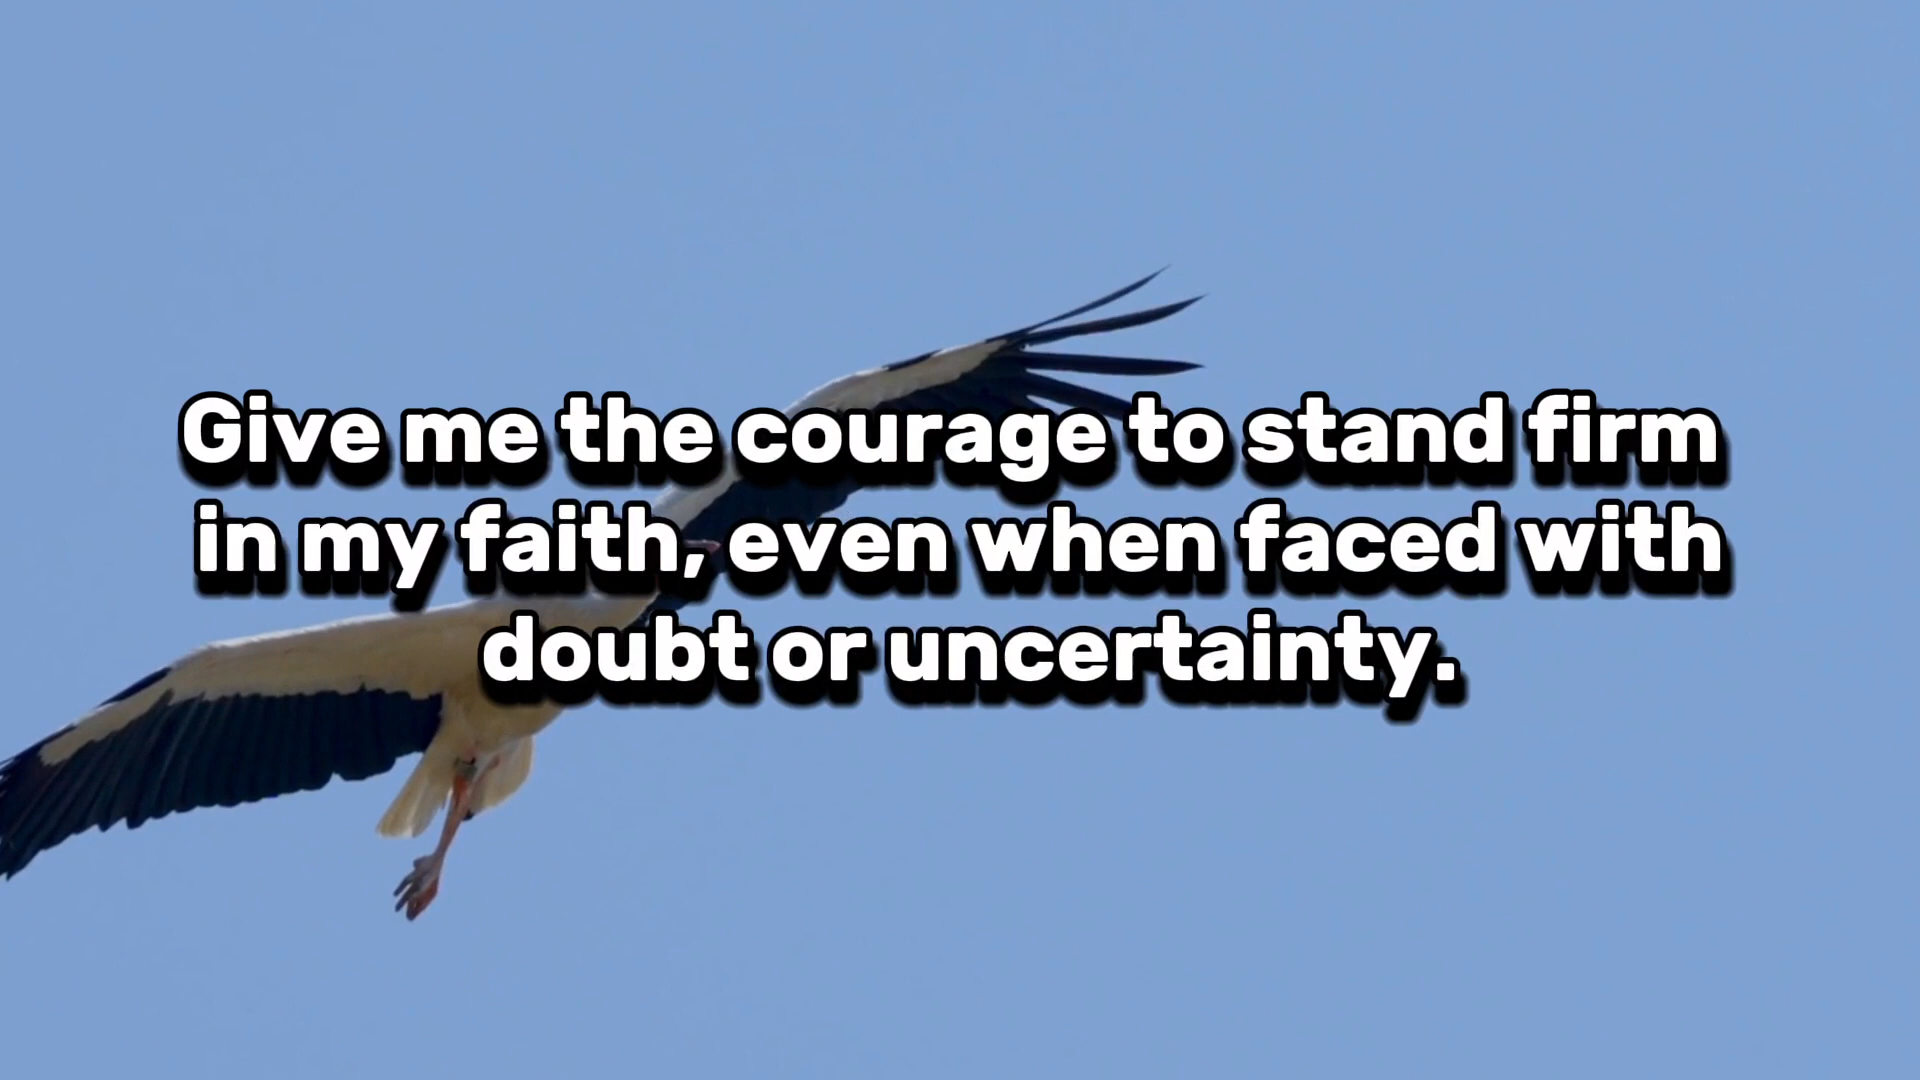 Give me the courage to stand firm
in my faith, even when faced with
doubt or uncertainty.